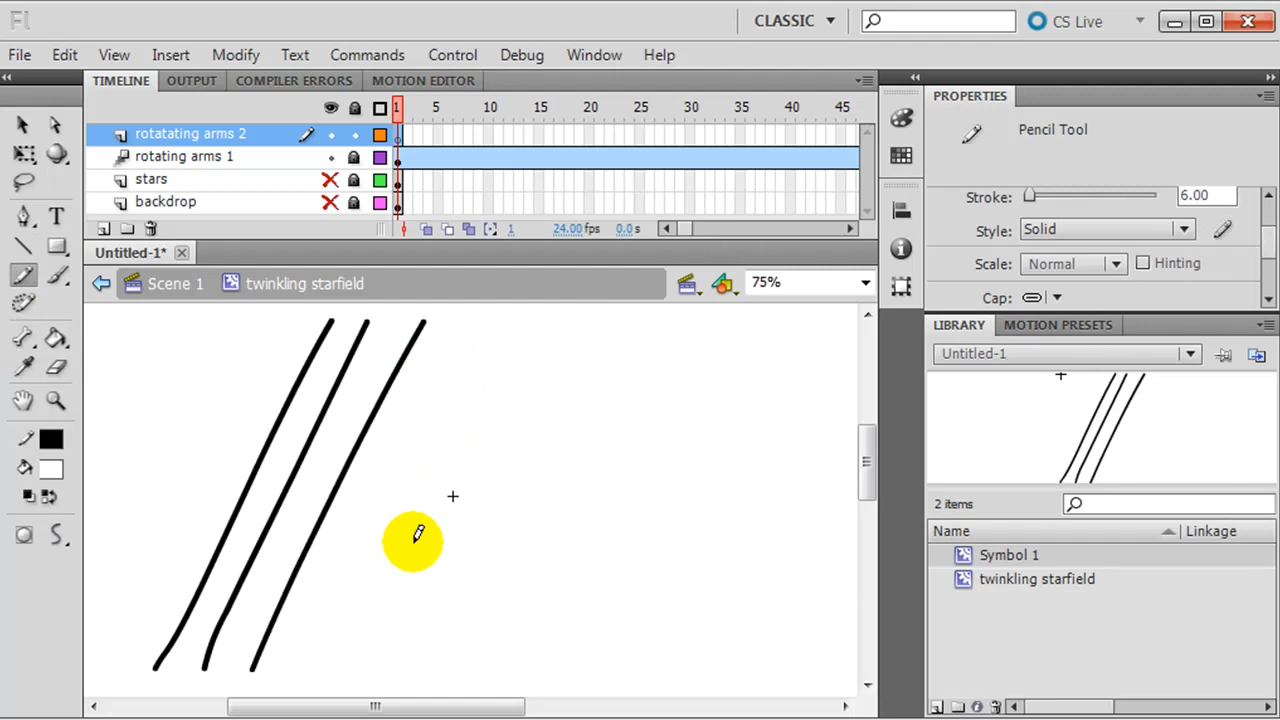 Fl CLASSIC CS Live
File Edit View Insert Modify Text Commands Control Debug Window Help
TIMELINE OUTPUT COMPILER ERRORS MOTION EDITOR
1 5 10 15 20 25 30 35 40 45
rotatating arms 2
rotating arms 1
stars
backdrop
1 24.00 fps 0.0 s
Untitled-1*
Scene 1 twinkling starfield 75%
T
PROPERTIES
Pencil Tool
Stroke: 6.00
Style: Solid
Scale: Normal Hinting
Cap:
LIBRARY MOTION PRESETS
Untitled-1
2 items
Name Linkage
Symbol 1
twinkling starfield